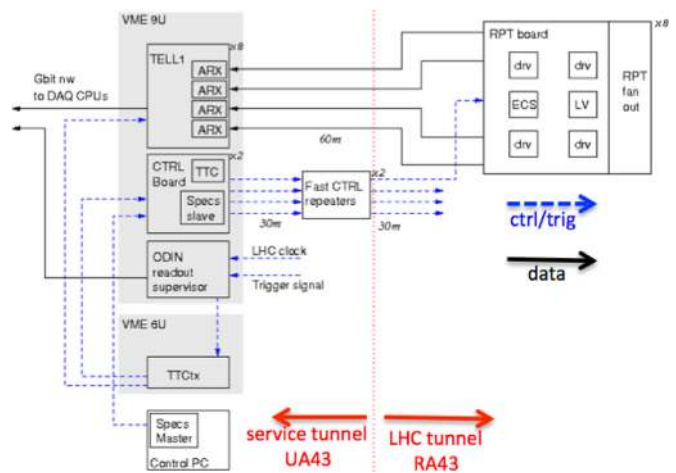 VME 9U
TELL1
x8
ARX
ARX
ARX
ARX
Gbit nw
to DAQ CPUs
60m
CTRL
Board
TTC
Specs
slave
x2
30m
Fast CTRL
repeaters
x2
30m
ODIN
readout
supervisor
LHC clock
Trigger signal
VME 6U
TTCtx
Specs
Master
Control PC
RPT board
x8
drv
drv
ECS
LV
drv
drv
RPT
fan
out
ctrl/trig
data
service tunnel
UA43
LHC tunnel
RA43